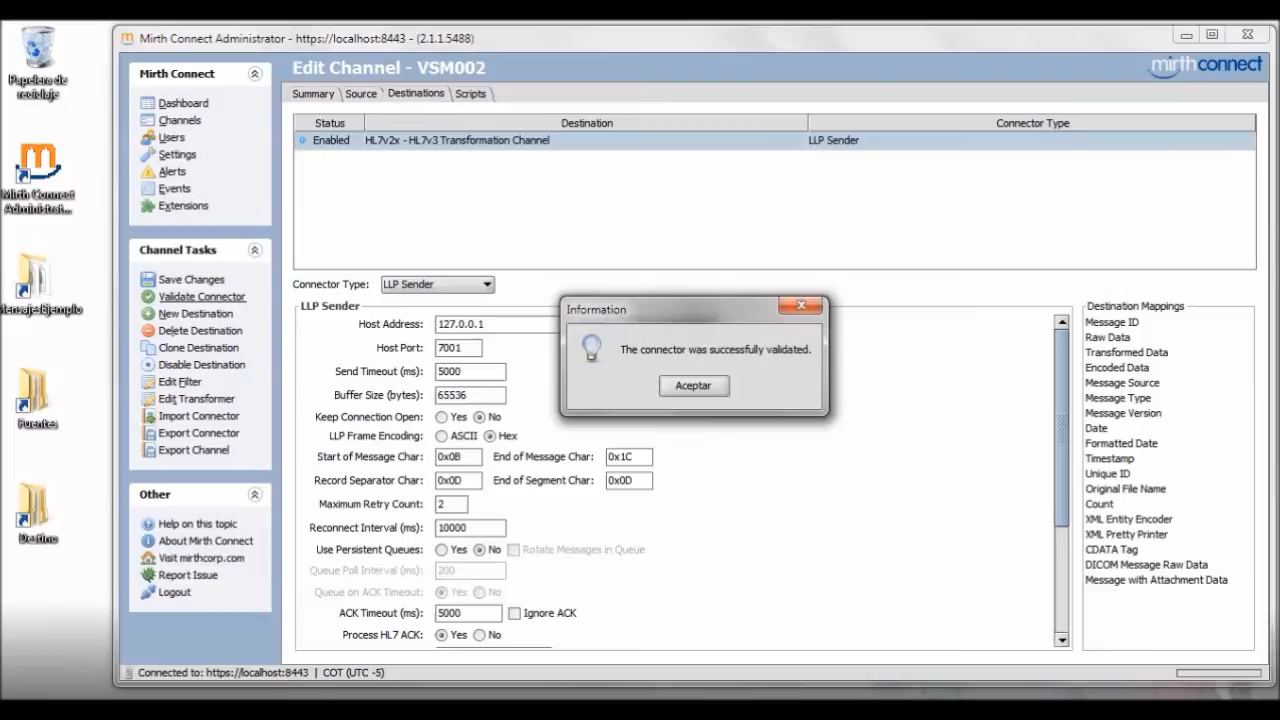 Mirth Connect Administrator - https://localhost:8443 - (2.1.1.5488)
Papelera de
reciclaje
Mirth Connect
Administrat...
MensajesEjemplo
Fuentes
Destino
Mirth Connect
Dashboard
Channels
Users
Settings
Alerts
Events
Extensions
Channel Tasks
Save Changes
Validate Connector
New Destination
Delete Destination
Clone Destination
Disable Destination
Edit Filter
Edit Transformer
Import Connector
Export Connector
Export Channel
Other
Help on this topic
About Mirth Connect
Visit mirthcorp.com
Report Issue
Logout
Edit Channel - VSM002
mirthconnect
Summary Source Destinations Scripts
Status Destination Connector Type
Enabled HL7v2x - HL7v3 Transformation Channel LLP Sender
Connector Type: LLP Sender
LLP Sender
Host Address: 127.0.0.1
Host Port: 7001
Send Timeout (ms): 5000
Buffer Size (bytes): 65536
Keep Connection Open: Yes No
LLP Frame Encoding: ASCII Hex
Start of Message Char: 0x0B End of Message Char: 0x1C
Record Separator Char: 0x0D End of Segment Char: 0x0D
Maximum Retry Count: 2
Reconnect Interval (ms): 10000
Use Persistent Queues: Yes No Rotate Messages in Queue
Queue Poll Interval (ms): 200
Queue on ACK Timeout: Yes No
ACK Timeout (ms): 5000 Ignore ACK
Process HL7 ACK: Yes No
Information
The connector was successfully validated.
Aceptar
Destination Mappings
Message ID
Raw Data
Transformed Data
Encoded Data
Message Source
Message Type
Message Version
Date
Formatted Date
Timestamp
Unique ID
Original File Name
Count
XML Entity Encoder
XML Pretty Printer
CDATA Tag
DICOM Message Raw Data
Message with Attachment Data
Connected to: https://localhost:8443 | COT (UTC -5)